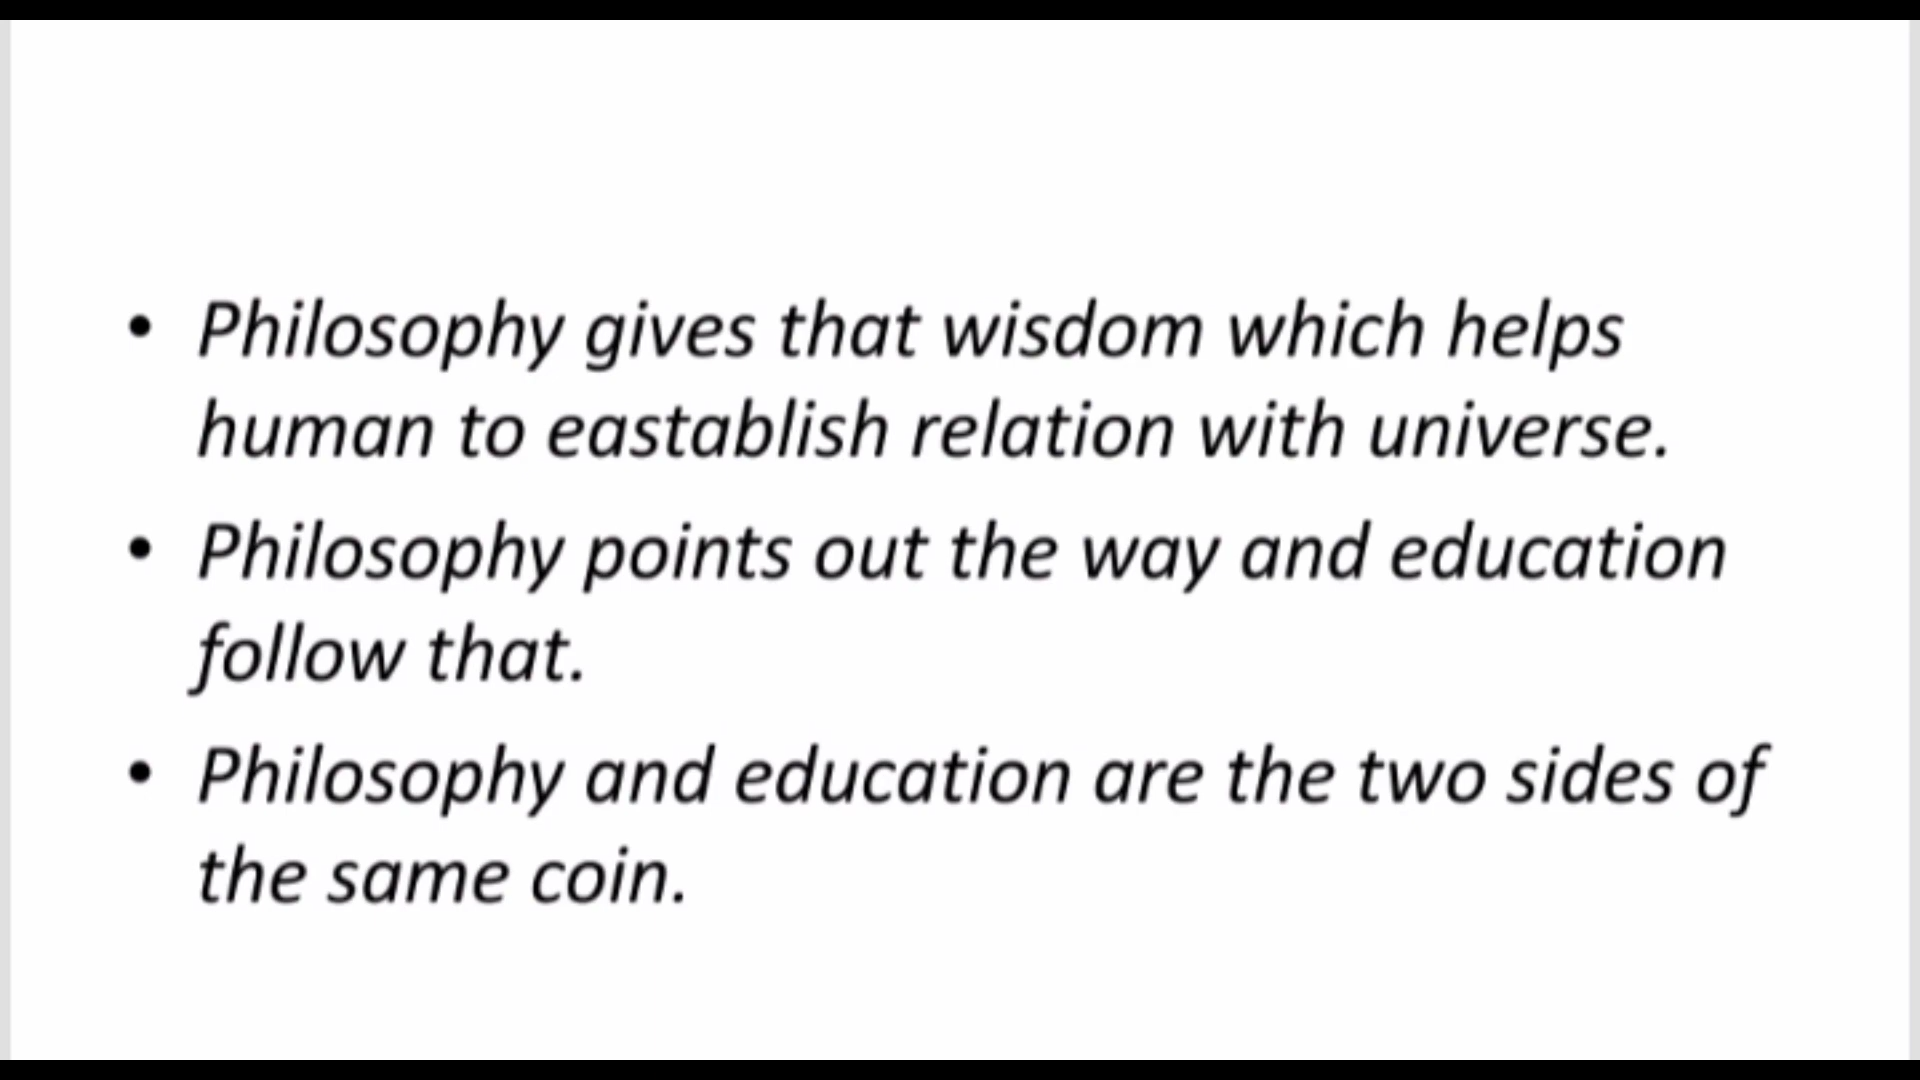 • Philosophy gives that wisdom which helps
human to eastablish relation with universe.
• Philosophy points out the way and education
follow that.
• Philosophy and education are the two sides of
the same coin.